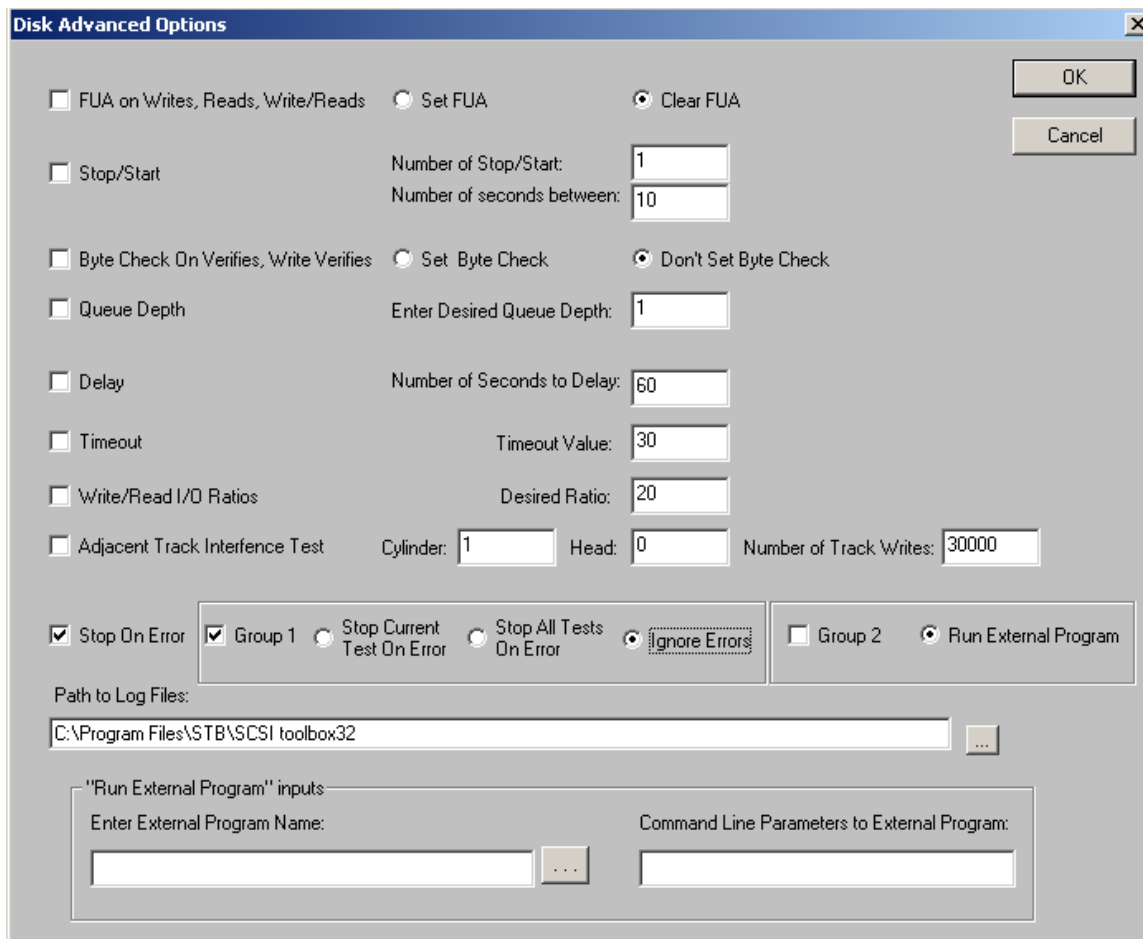 Disk Advanced Options
OK
FUA on Writes, Reads, Write/Reads Set FUA Clear FUA
Cancel
Number of Stop/Start: 1
Stop/Start
Number of seconds between: 10
Byte Check On Verifies, Write Verifies Set Byte Check Don't Set Byte Check
Queue Depth Enter Desired Queue Depth: 1
Delay Number of Seconds to Delay: 60
Timeout Timeout Value: 30
Write/Read I/O Ratios Desired Ratio: 20
Adjacent Track Interfence Test Cylinder: 1 Head: 0 Number of Track Writes: 30000
Stop On Error Group 1 Stop Current Test On Error Stop All Tests On Error Ignore Errors Group 2 Run External Program
Path to Log Files:
C:\Program Files\STB\SCSI toolbox32
...
"Run External Program" inputs
Enter External Program Name: Command Line Parameters to External Program:
...